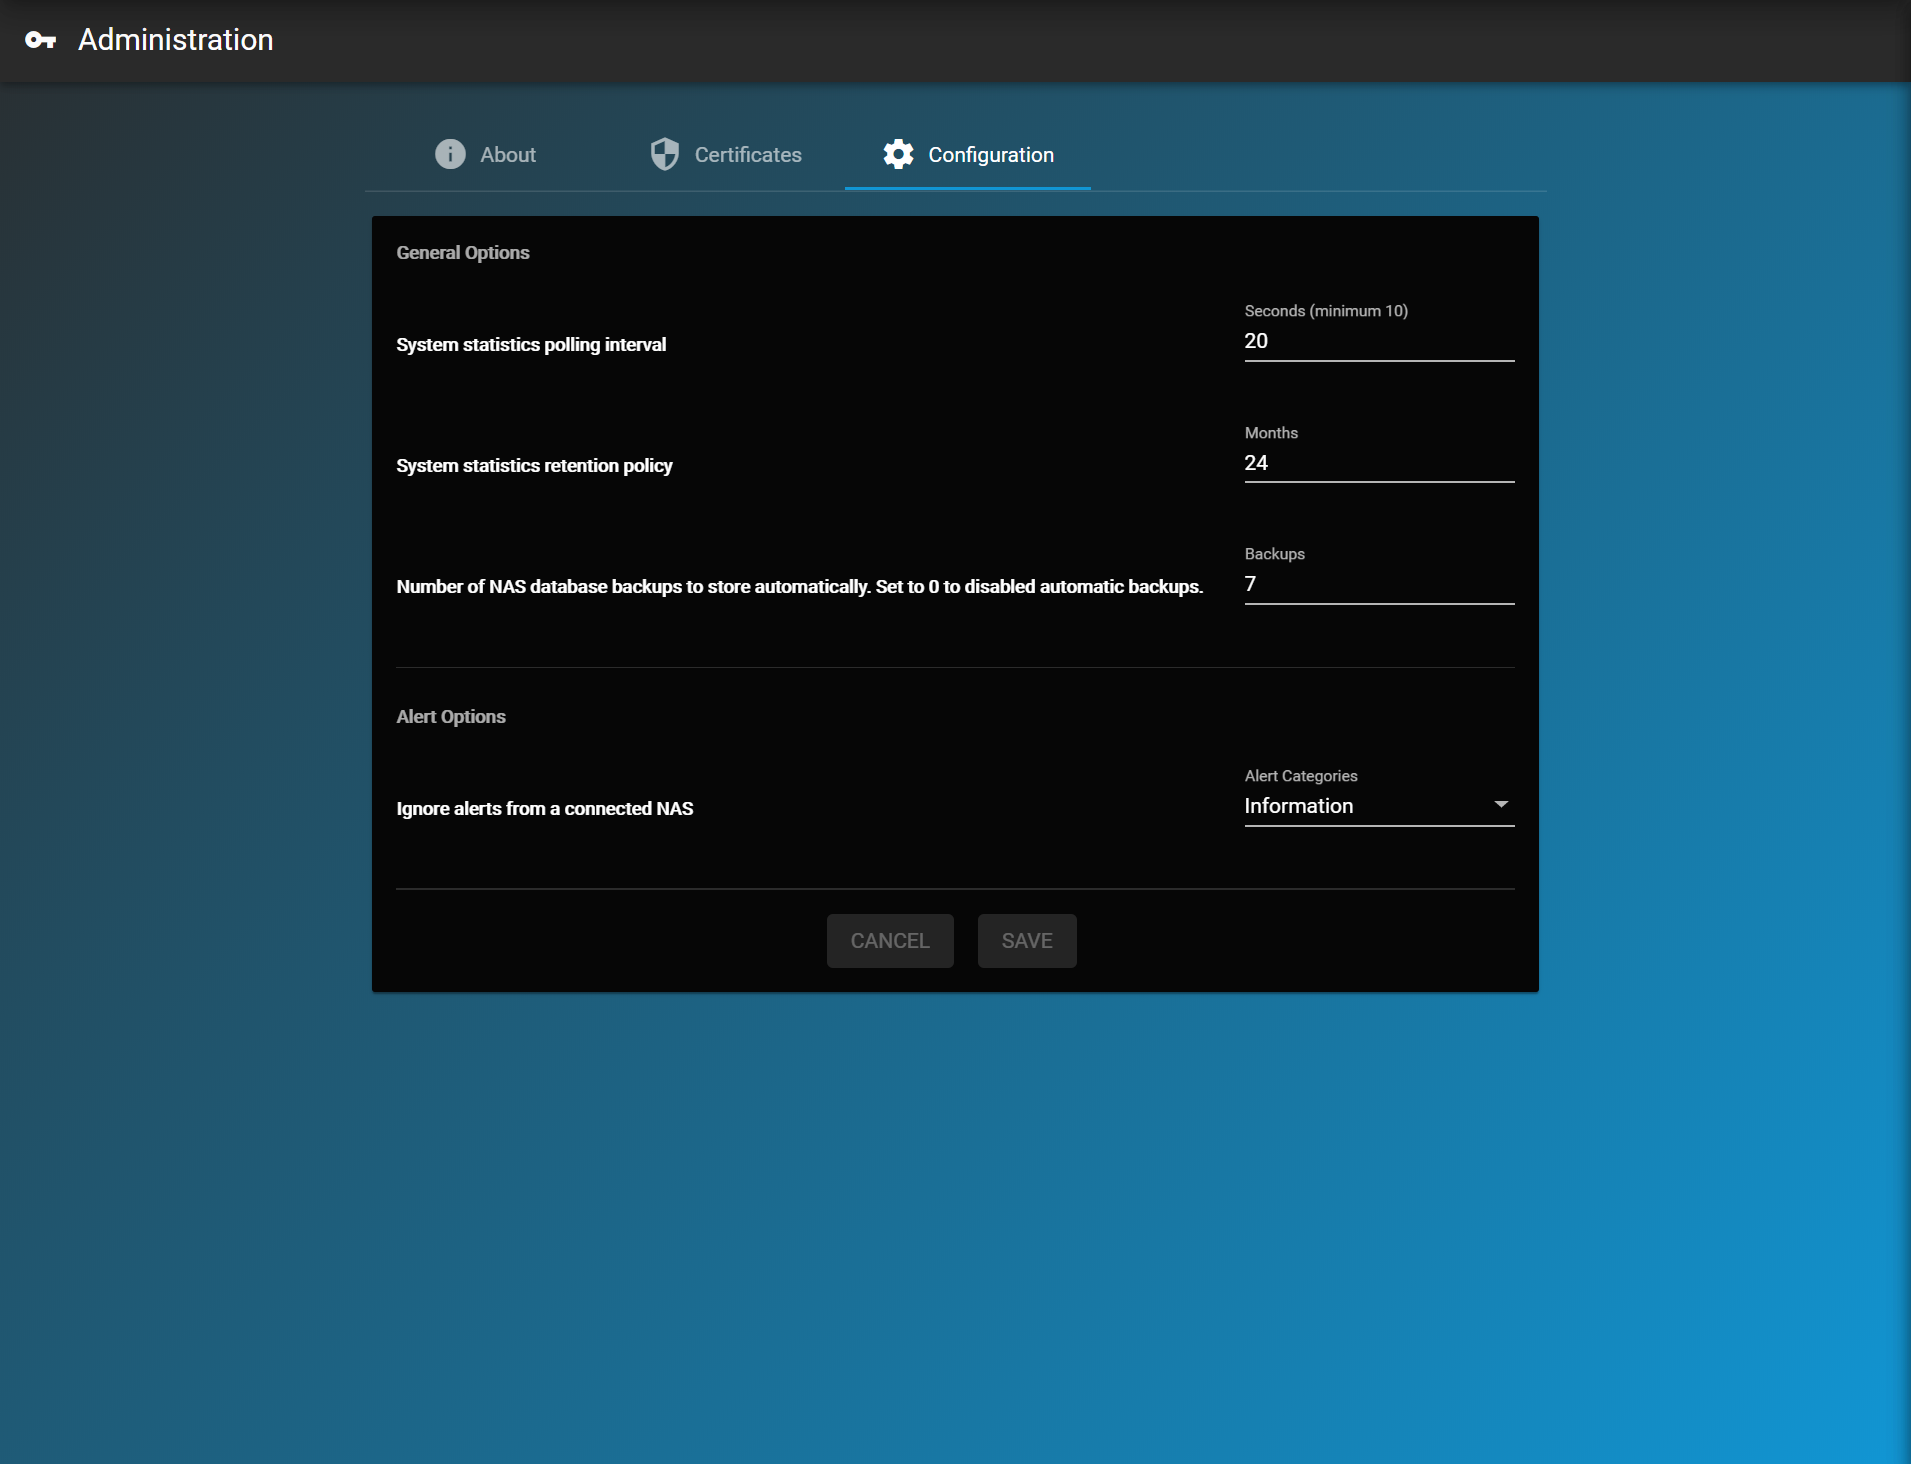 Administration
About
Certificates
Configuration
General Options
System statistics polling interval
Seconds (minimum 10)
20
System statistics retention policy
Months
24
Number of NAS database backups to store automatically. Set to 0 to disabled automatic backups.
Backups
7
Alert Options
Ignore alerts from a connected NAS
Alert Categories
Information
CANCEL
SAVE